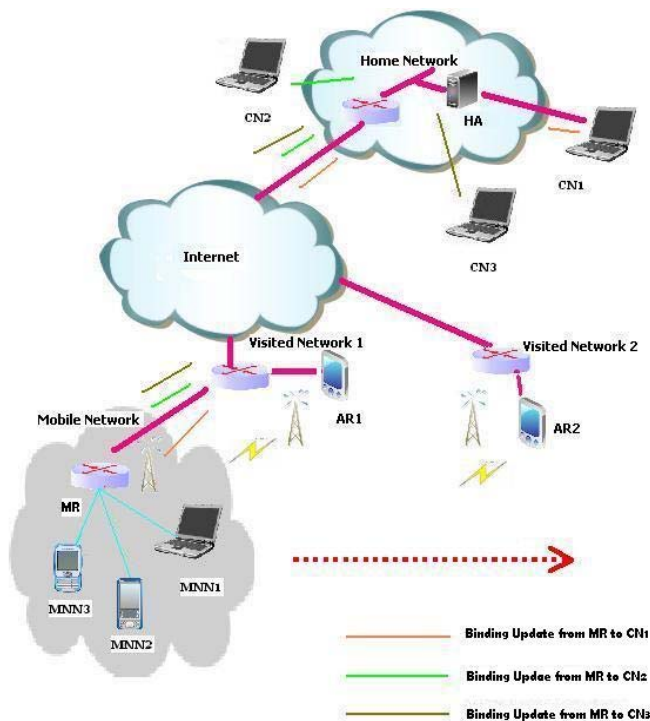 Home Network
CN2
HA
CN1
CN3
Internet
Visited Network 1
Visited Network 2
AR1
AR2
Mobile Network
MR
MNN1
MNN3
MNN2
Binding Update from MR to CN1
Binding Updae from MR to CN2
Binding Update from MR to CN3